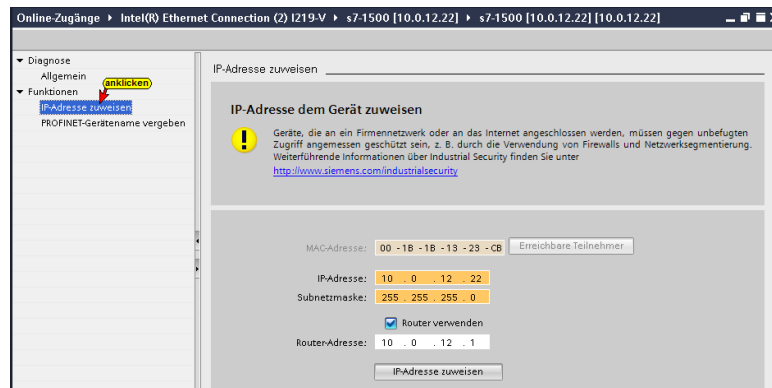 Online-Zugänge ▸ Intel(R) Ethernet Connection (2) I219-V ▸ s7-1500 [10.0.12.22] ▸ s7-1500 [10.0.12.22] [10.0.12.22]
Diagnose
Allgemein
anklicken
Funktionen
IP-Adresse zuweisen
PROFINET-Gerätename vergeben
IP-Adresse zuweisen
IP-Adresse dem Gerät zuweisen
Geräte, die an ein Firmennetzwerk oder an das Internet angeschlossen werden, müssen gegen unbefugten
Zugriff angemessen geschützt sein, z. B. durch die Verwendung von Firewalls und Netzwerksegmentierung.
Weiterführende Informationen über Industrial Security finden Sie unter
http://www.siemens.com/industrialsecurity
MAC-Adresse: 00 -1B -1B -13 -23 -CB Erreichbare Teilnehmer
IP-Adresse: 10 . 0 . 12 . 22
Subnetzmaske: 255 . 255 . 255 . 0
Router verwenden
Router-Adresse: 10 . 0 . 12 . 1
IP-Adresse zuweisen